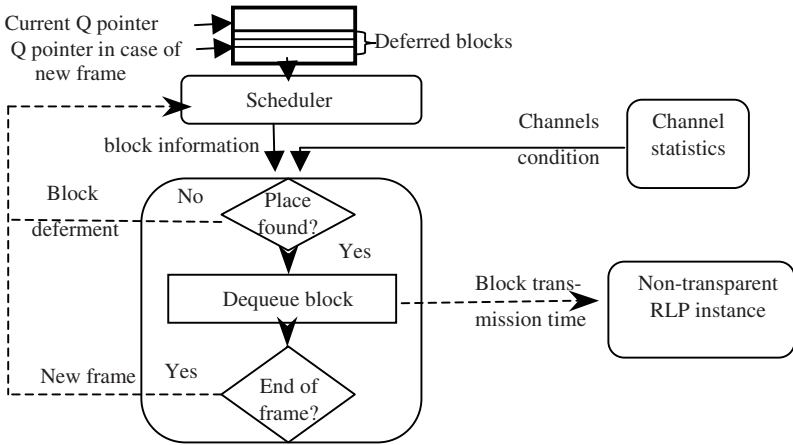 Current Q pointer
Q pointer in case of
new frame
Deferred blocks
Scheduler
block information
Channels
condition
Channel
statistics
Block
deferment
No
Place
found?
Yes
Dequeue block
Block trans-
mission time
Non-transparent
RLP instance
New frame
Yes
End of
frame?